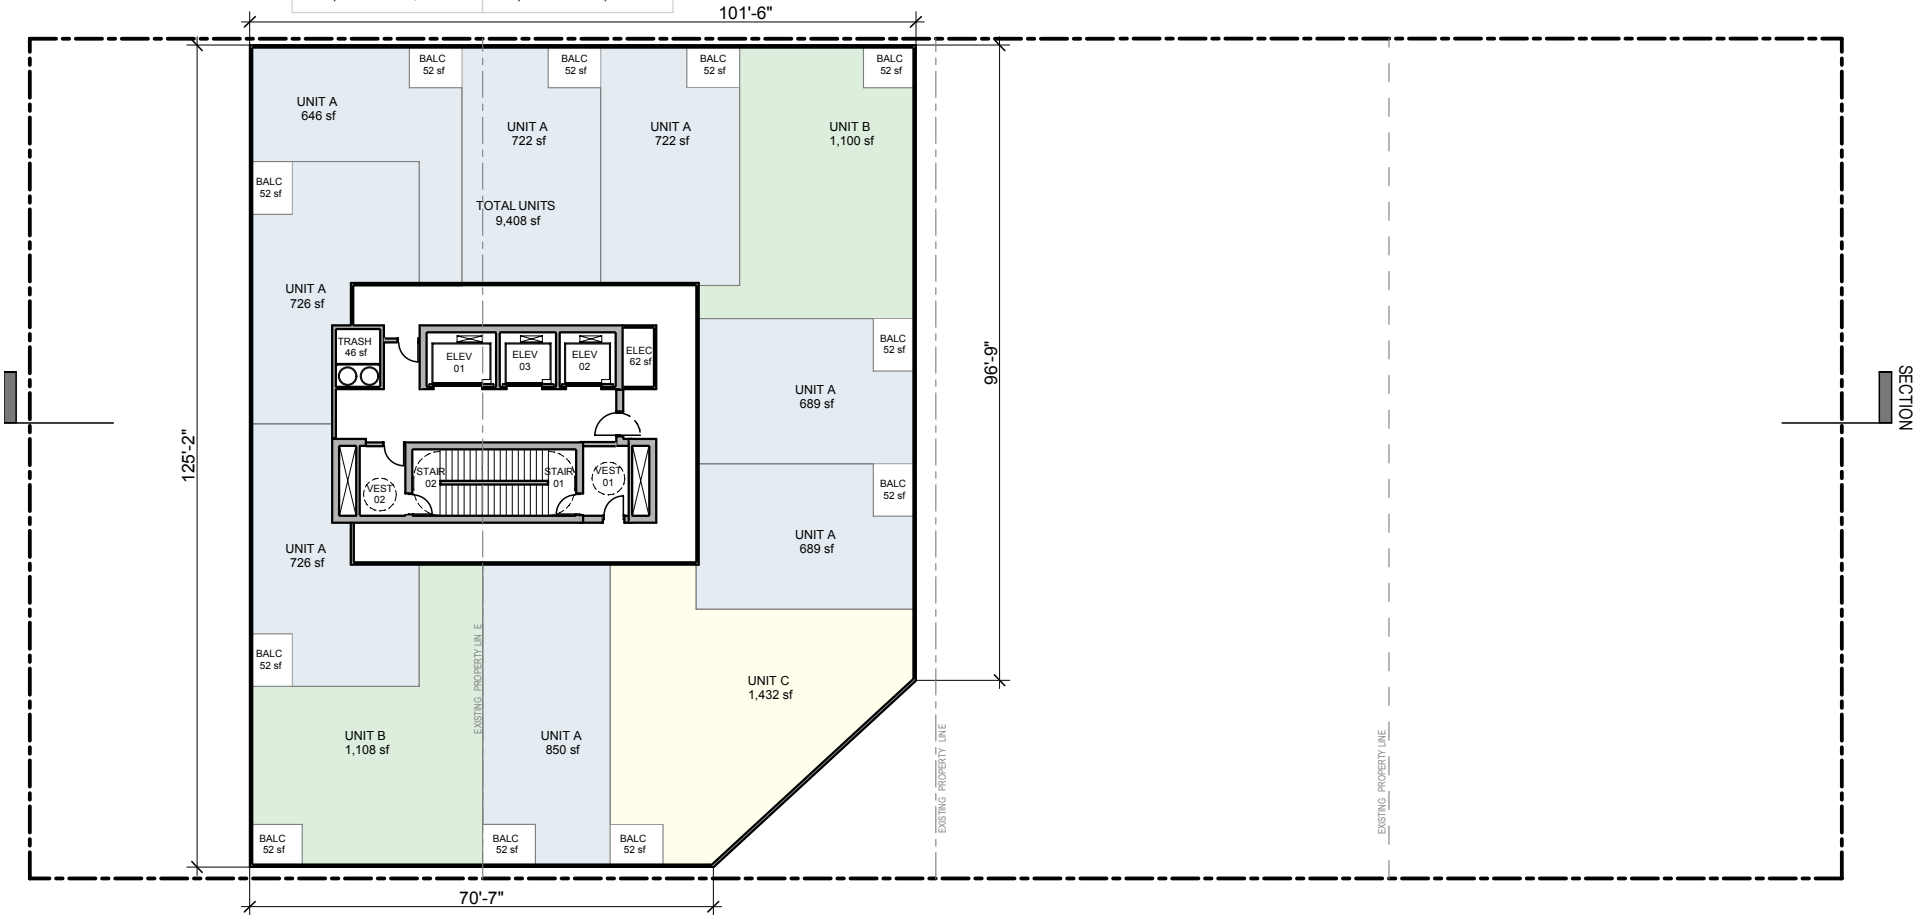 101'-6"
BALC
52 sf
BALC
52 sf
BALC
52 sf
BALC
52 sf
UNIT A
646 sf
UNIT A
722 sf
UNIT A
722 sf
UNIT B
1,100 sf
BALC
52 sf
TOTAL UNITS
9,408 sf
UNIT A
726 sf
TRASH
46 sf
ELEV
01
ELEV
03
ELEV
02
ELEC
62 sf
BALC
52 sf
UNIT A
689 sf
96'-9"
SECTION
125'-2"
STAIR
02
STAIR
01
VEST
01
VEST
02
BALC
52 sf
UNIT A
689 sf
UNIT A
726 sf
BALC
52 sf
EXISTING PROPERTY LIN E
UNIT C
1,432 sf
UNIT B
1,108 sf
UNIT A
850 sf
EXISTING PROPERTY LINE
EXISTING PROPERTY LINE
BALC
52 sf
BALC
52 sf
BALC
52 sf
70'-7"